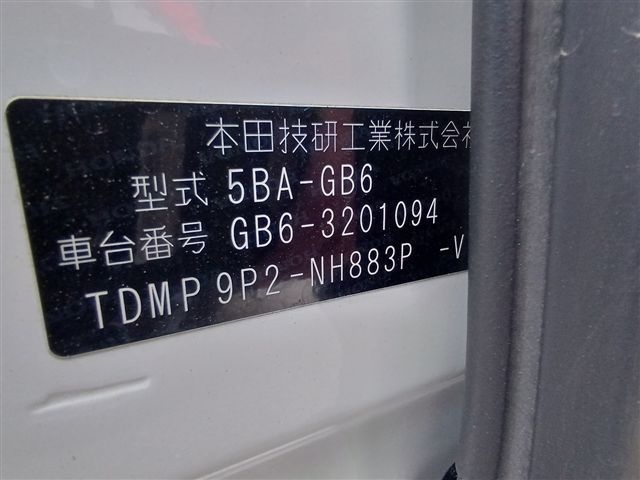 本田技研工業株式会社
型式 5BA-GB6
車台番号 GB6-3201094
TDMP 9P2-NH883P -V